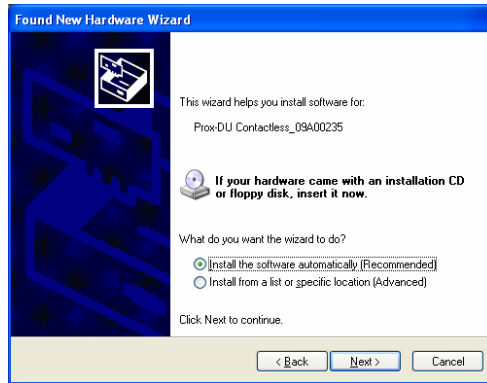 Found New Hardware Wizard
This wizard helps you install software for:
Prox-DU Contactless_09A00235
If your hardware came with an installation CD
or floppy disk, insert it now.
What do you want the wizard to do?
Install the software automatically (Recommended)
Install from a list or specific location (Advanced)
Click Next to continue.
< Back Next > Cancel